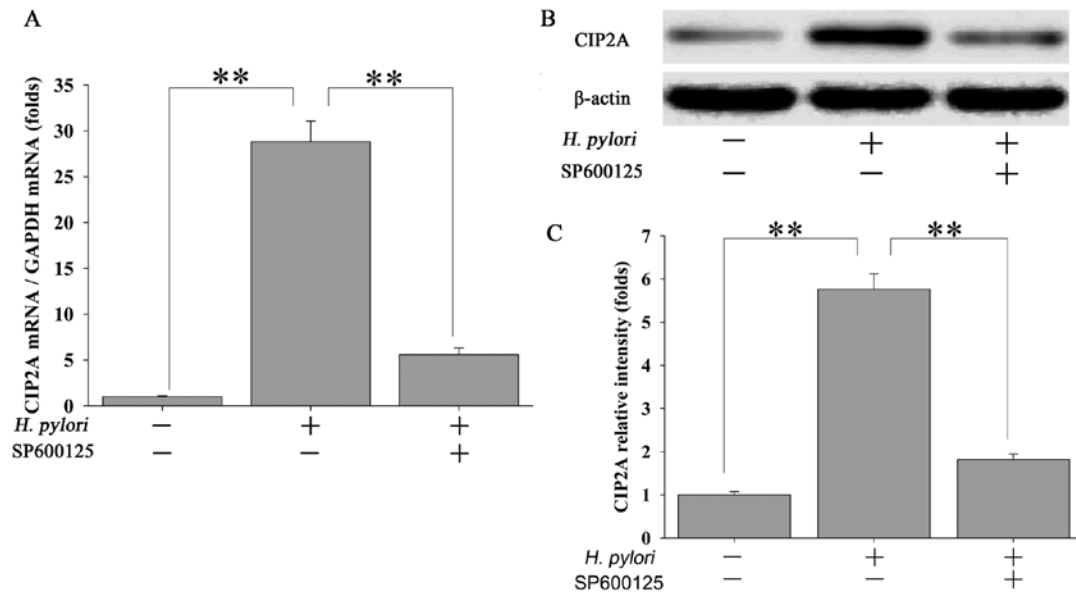 A
CIP2A mRNA / GAPDH mRNA (folds)
35
30
25
20
15
10
5
0
** **
H. pylori − + +
SP600125 − − +
B
CIP2A
β-actin
H. pylori − + +
SP600125 − − +
C
CIP2A relative intensity (folds)
7
6
5
4
3
2
1
0
** **
H. pylori − + +
SP600125 − − +